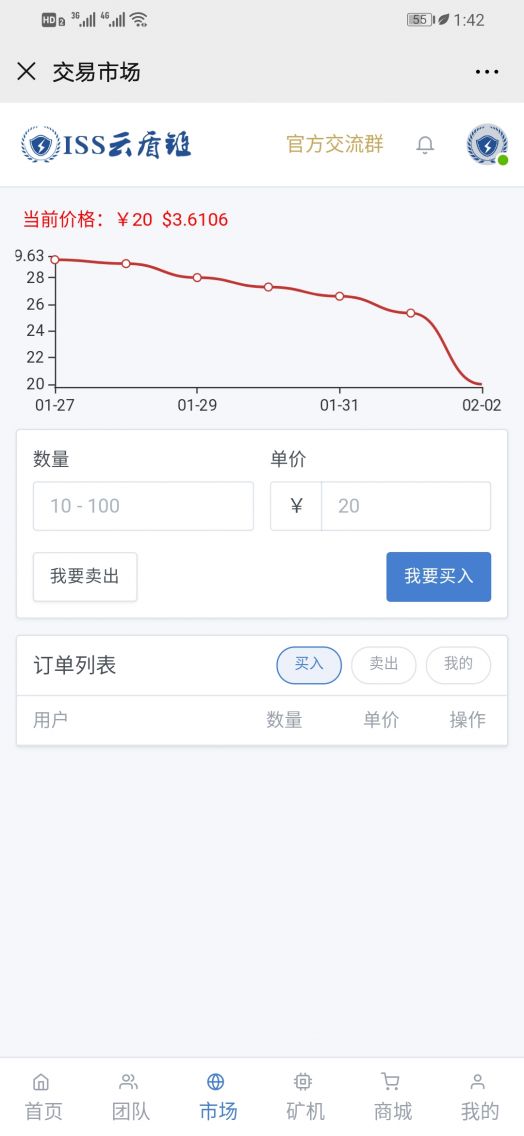 HD 2 3G 4G 55 1:42
交易市场
ISS云盾链 官方交流群
当前价格：￥20 $3.6106
9.63
28
26
24
22
20
01-27 01-29 01-31 02-02
数量 单价
10 - 100 ￥ 20
我要卖出 我要买入
订单列表 买入 卖出 我的
用户 数量 单价 操作
首页 团队 市场 矿机 商城 我的